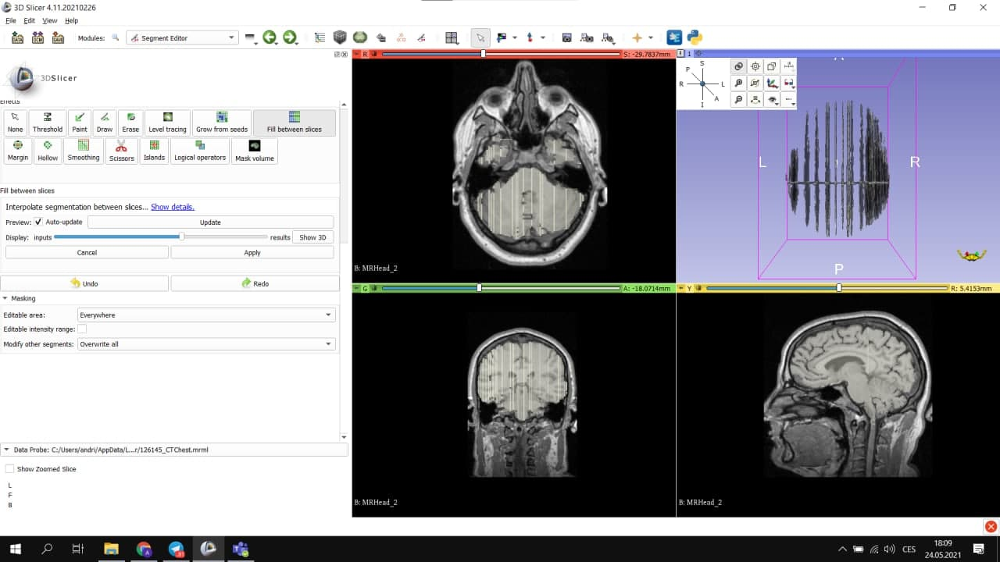 3D Slicer 4.11.20210226
File Edit View Help
DATA DCM SAVE Modules: Segment Editor
R S: -29.7837mm
1
3DSlicer
A
S
P
R L
A
I
Effects
None Threshold Paint Draw Erase Level tracing Grow from seeds Fill between slices
Margin Hollow Smoothing Scissors Islands Logical operators Mask volume
L R
P
Fill between slices
Interpolate segmentation between slices... Show details.
Preview: Auto-update Update
Display: inputs results Show 3D
Cancel Apply
B: MRHead_2
Undo Redo
G A: -18.0714mm
Y R: 5.4153mm
Masking
Editable area: Everywhere
Editable intensity range:
Modify other segments: Overwrite all
Data Probe: C:/Users/andri/AppData/L...r/126145_CTChest.mrml
Show Zoomed Slice
L
F
B
B: MRHead_2
B: MRHead_2
CES
18:09
24.05.2021